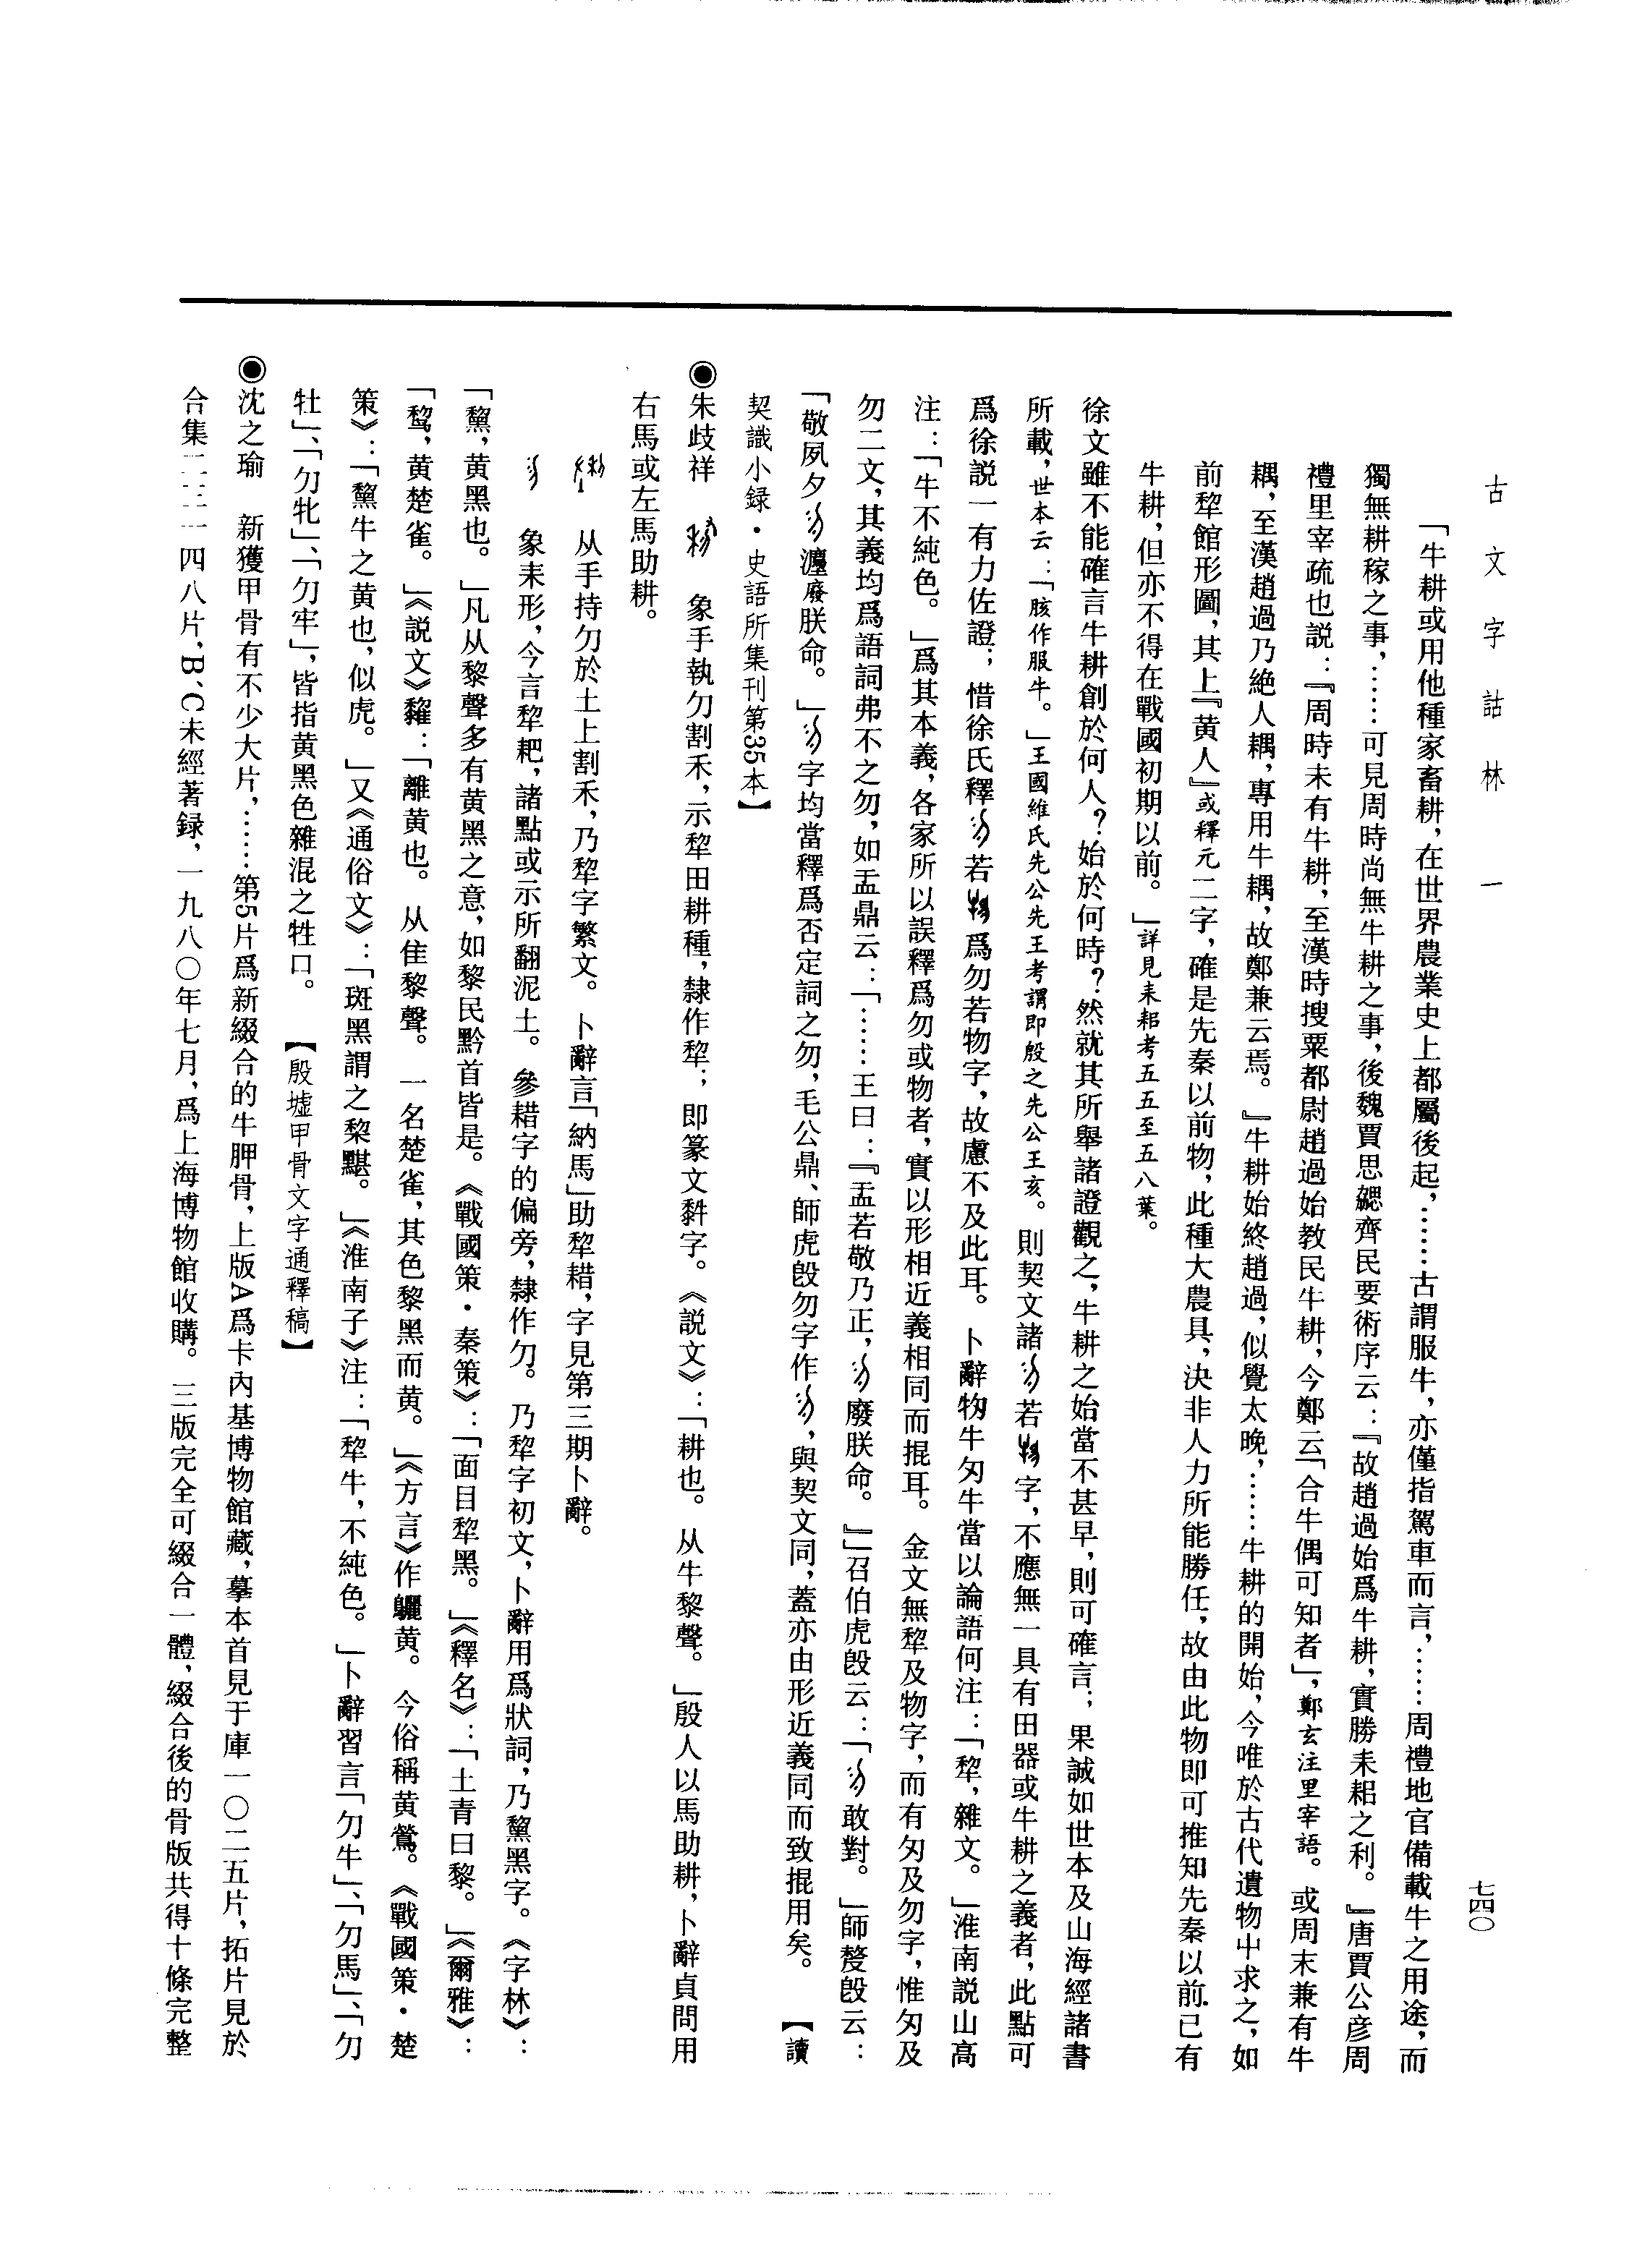 古文字詁林　一
七四〇
「牛耕或用他種家畜耕，在世界農業史上都屬後起，……古謂服牛，亦僅指駕車而言，……周禮地官備載牛之用途，而
獨無耕稼之事，……可見周時尚無牛耕之事，後魏賈思勰齊民要術序云：『故趙過始爲牛耕，實勝耒耜之利。』唐賈公彦周
禮里宰疏也説：『周時未有牛耕，至漢時搜粟都尉趙過始教民牛耕，今鄭云「合牛偶可知者」，鄭玄注里宰語。或周末兼有牛
耦，至漢趙過乃絶人耦，專用牛耦，故鄭兼云焉。』牛耕始終趙過，似覺太晚，……牛耕的開始，今唯於古代遺物中求之，如
前犂館形圖，其上『黄人』或釋元二字，確是先秦以前物，此種大農具，決非人力所能勝任，故由此物即可推知先秦以前已有
牛耕，但亦不得在戰國初期以前。」詳見耒耜考五五至五八葉。
徐文雖不能確言牛耕創於何人？始於何時？然就其所舉諸證觀之，牛耕之始當不甚早，則可確言；果誠如世本及山海經諸書
所載，世本云：「胲作服牛。」王國維氏先公先王考謂即殷之先公王亥。則契文諸若字，不應無一具有田器或牛耕之義者，此點可
爲徐説一有力佐證；惜徐氏釋若爲勿若物字，故慮不及此耳。卜辭物牛勿牛當以論語何注：「犂，雜文。」淮南説山高
注：「牛不純色。」爲其本義，各家所以誤釋爲勿或物者，實以形相近義相同而掍耳。金文無犂及物字，而有勿及勿字，惟勿及
勿二文，其義均爲語詞弗不之勿，如盂鼎云：「……王曰：『盂若敬乃正，廢朕命。』」召伯虎𣪘云：「敢對。」師𣪘云：
「敬夙夕灋廢朕命。」字均當釋爲否定詞之勿，毛公鼎、師虎𣪘勿字作，與契文同，蓋亦由形近義同而致掍用矣。　【讀
契識小録・史語所集刊第35本】
◉朱歧祥　象手執勿割禾，示犂田耕種，隸作犂；即篆文𤛿字。《説文》：「耕也。从牛黎聲。」殷人以馬助耕，卜辭貞問用
右馬或左馬助耕。
从手持勿於土上割禾，乃犂字繁文。卜辭言「納馬」助犂耤，字見第三期卜辭。
象耒形，今言犂耙，諸點或示所翻泥土。參耤字的偏旁，隸作勿。乃犂字初文，卜辭用爲狀詞，乃黧黑字。《字林》：
「黧，黄黑也。」凡从黎聲多有黄黑之意，如黎民黔首皆是。《戰國策・秦策》：「面目犂黑。」《釋名》：「土青曰黎。」《爾雅》：
「鵹，黄楚雀。」《説文》雡：「離黄也。从隹黎聲。一名楚雀，其色黎黑而黄。」《方言》作鸝黄。今俗稱黄鶯。《戰國策・楚
策》：「黧牛之黄也，似虎。」又《通俗文》：「斑黑謂之棃黮。」《淮南子》注：「犂牛，不純色。」卜辭習言「勿牛」、「勿馬」、「勿
牡」、「勿牝」、「勿牢」，皆指黄黑色雜混之牲口。　【殷墟甲骨文字通釋稿】
◉沈之瑜　新獲甲骨有不少大片，……第5片爲新綴合的牛胛骨，上版A爲卡内基博物館藏，摹本首見于庫一〇二五片，拓片見於
合集二二二一四八片，B、C未經著録，一九八〇年七月，爲上海博物館收購。三版完全可綴合一體，綴合後的骨版共得十條完整